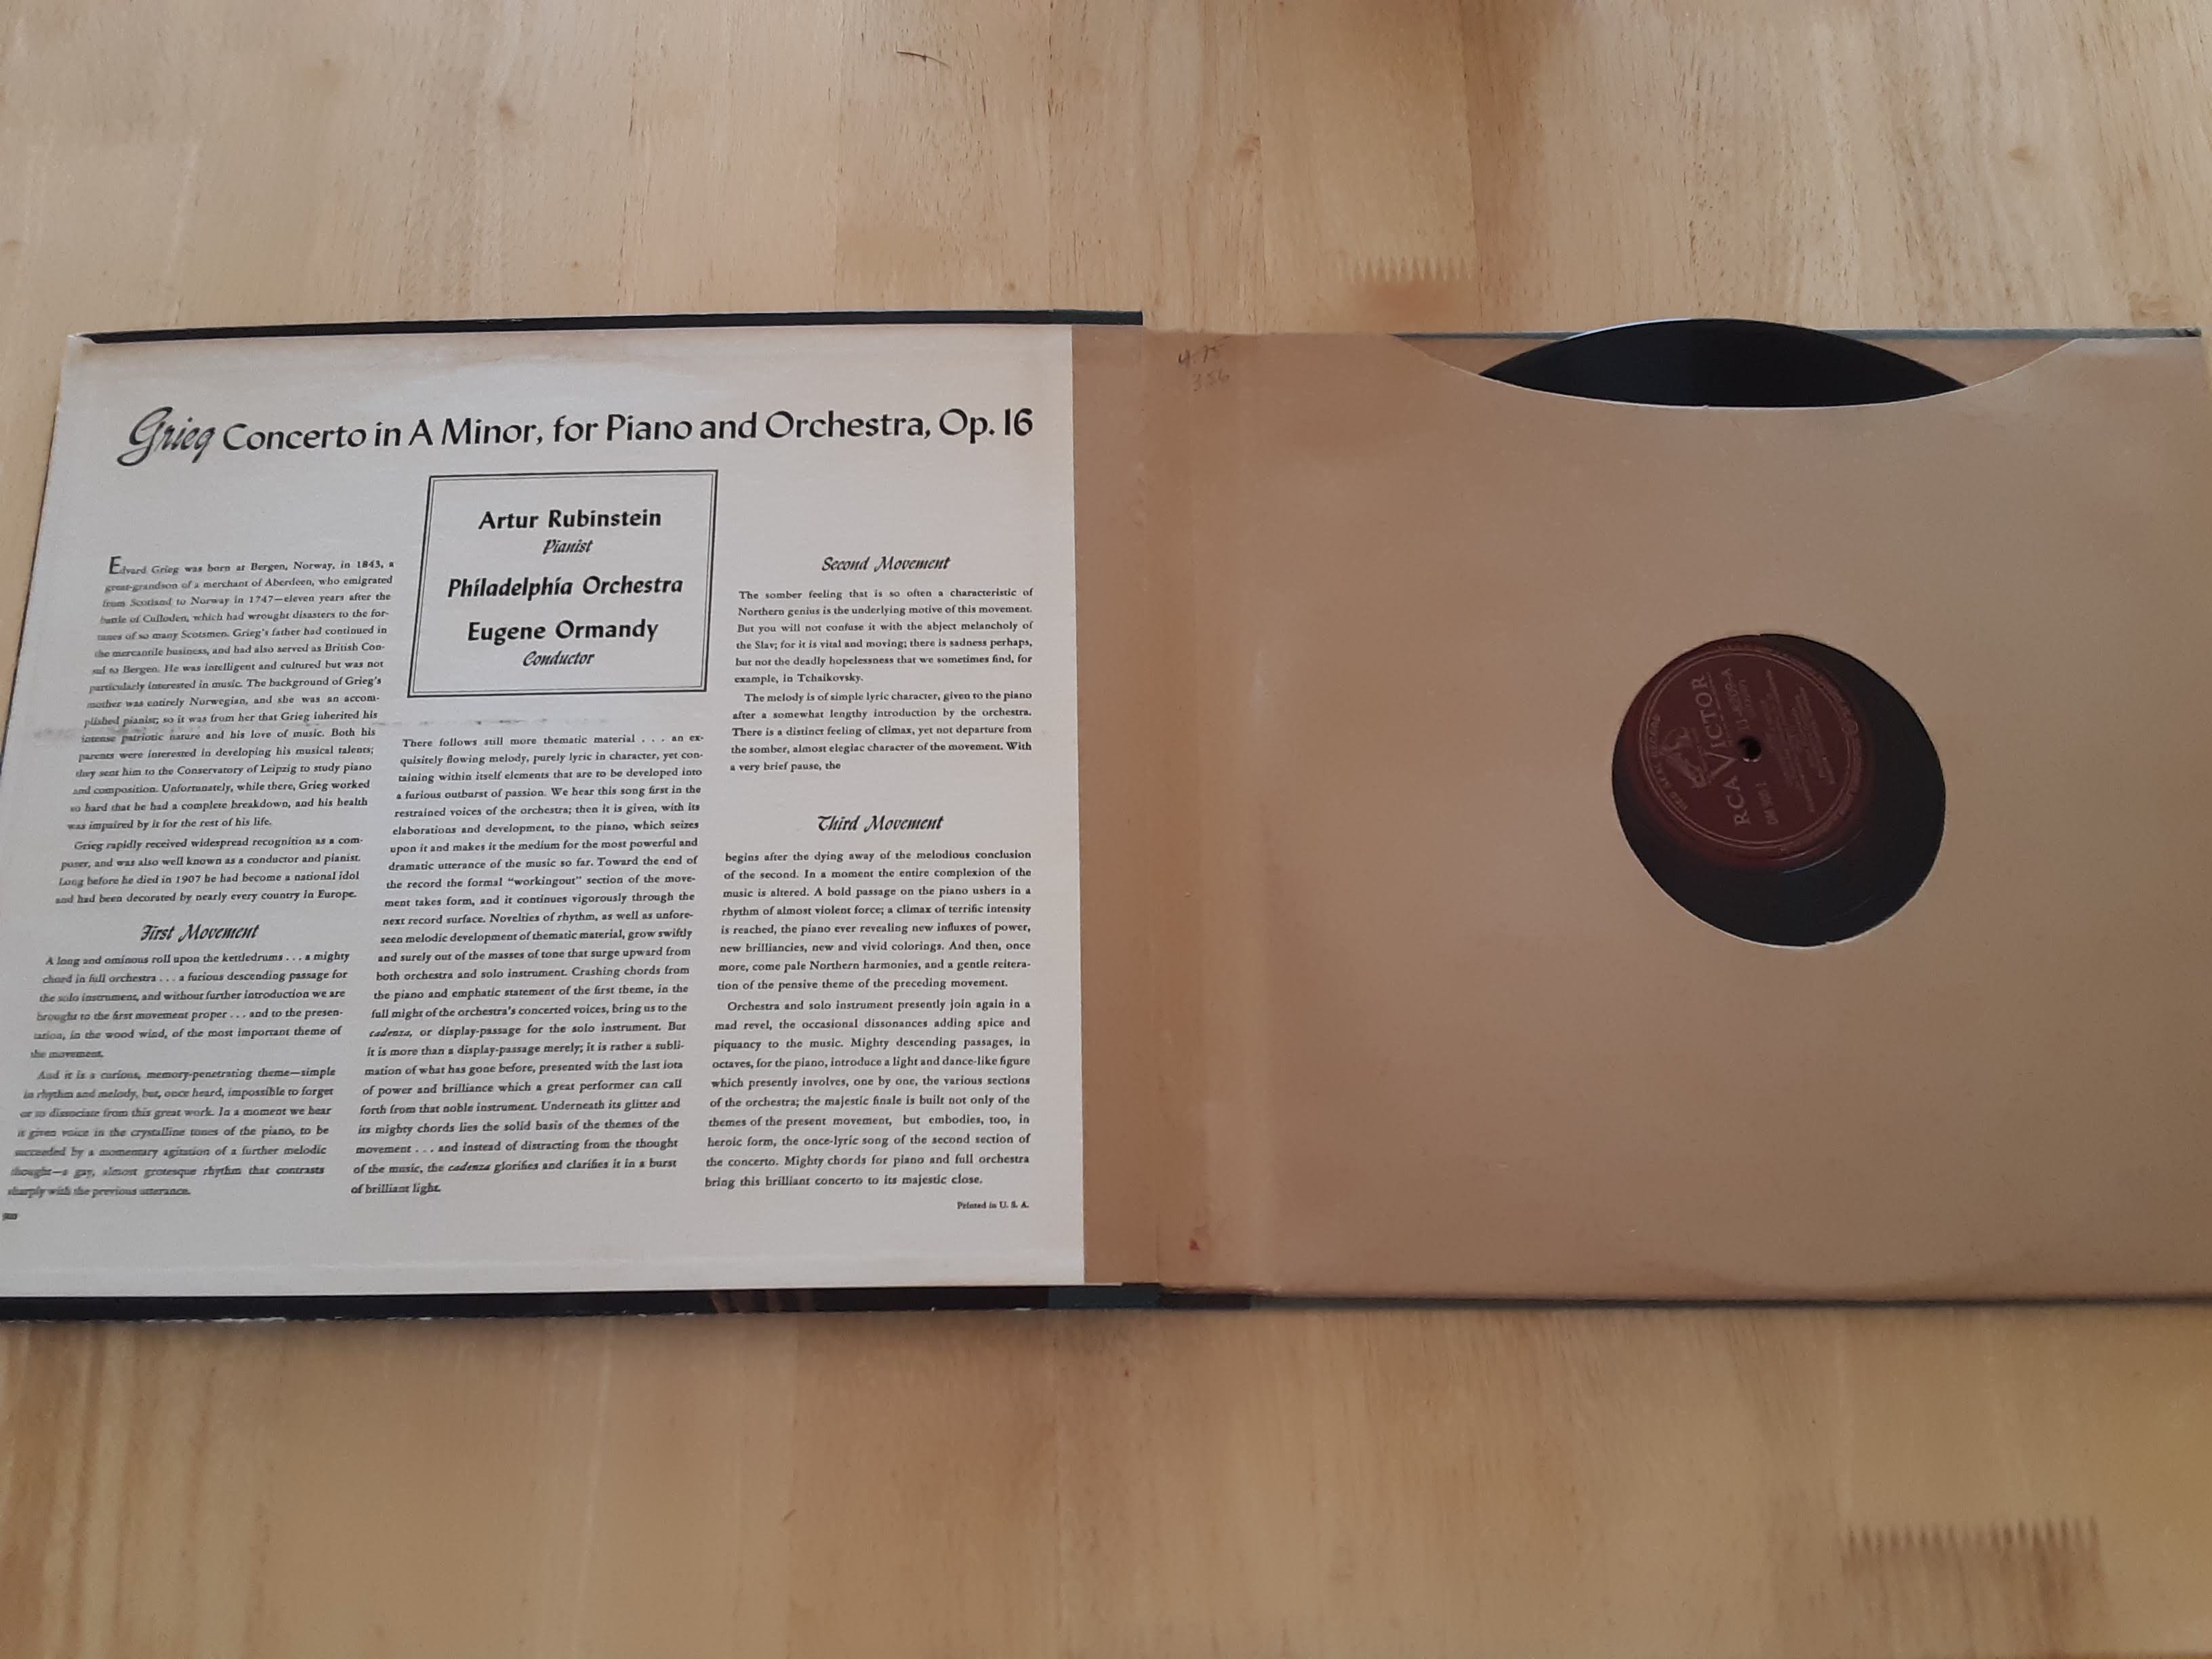 Grieg Concerto in A Minor, for Piano and Orchestra, Op. 16
Artur Rubinstein
Pianist
Philadelphia Orchestra
Eugene Ormandy
Conductor
Edvard Grieg was born at Bergen, Norway, in 1843, a
great-grandson of a merchant of Aberdeen, who emigrated
from Scotland to Norway in 1747—eleven years after the
battle of Culloden, which had wrought disasters to the for-
tunes of so many Scotsmen. Grieg's father had continued in
the mercantile business, and had also served as British Con-
sul to Bergen. He was intelligent and cultured but was not
particularly interested in music. The background of Grieg's
mother was entirely Norwegian, and she was an accom-
plished pianist; so it was from her that Grieg inherited his
intense patriotic nature and his love of music. Both his
parents were interested in developing his musical talents;
they sent him to the Conservatory of Leipzig to study piano
and composition. Unfortunately, while there, Grieg worked
so hard that he had a complete breakdown, and his health
was impaired by it for the rest of his life.
Grieg rapidly received widespread recognition as a com-
poser, and was also well known as a conductor and pianist.
Long before he died in 1907 he had become a national idol
and had been decorated by nearly every country in Europe.
First Movement
A long and ominous roll upon the kettledrums . . . a mighty
chord in full orchestra . . . a furious descending passage for
the solo instrument, and without further introduction we are
brought to the first movement proper . . . and to the presen-
tation, in the wood wind, of the most important theme of
the movement.
And it is a curious, memory-penetrating theme—simple
in rhythm and melody, but, once heard, impossible to forget
or to dissociate from this great work. In a moment we hear
it given voice in the crystalline tones of the piano, to be
succeeded by a momentary agitation of a further melodic
thought—a gay, almost grotesque rhythm that contrasts
sharply with the previous utterance.
There follows still more thematic material . . . an ex-
quisitely flowing melody, purely lyric in character, yet con-
taining within itself elements that are to be developed into
a furious outburst of passion. We hear this song first in the
restrained voices of the orchestra; then it is given, with its
elaborations and development, to the piano, which seizes
upon it and makes it the medium for the most powerful and
dramatic utterance of the music so far. Toward the end of
the record the formal "workingout" section of the move-
ment takes form, and it continues vigorously through the
next record surface. Novelties of rhythm, as well as unfore-
seen melodic development of thematic material, grow swiftly
and surely out of the masses of tone that surge upward from
both orchestra and solo instrument. Crashing chords from
the piano and emphatic statement of the first theme, in the
full might of the orchestra's concerted voices, bring us to the
cadenza, or display-passage for the solo instrument. But
it is more than a display-passage merely; it is rather a subli-
mation of what has gone before, presented with the last iota
of power and brilliance which a great performer can call
forth from that noble instrument. Underneath its glitter and
its mighty chords lies the solid basis of the themes of the
movement . . . and instead of distracting from the thought
of the music, the cadenza glorifies and clarifies it in a burst
of brilliant light.
Second Movement
The somber feeling that is so often a characteristic of
Northern genius is the underlying motive of this movement.
But you will not confuse it with the abject melancholy of
the Slav; for it is vital and moving; there is sadness perhaps,
but not the deadly hopelessness that we sometimes find, for
example, in Tchaikovsky.
The melody is of simple lyric character, given to the piano
after a somewhat lengthy introduction by the orchestra.
There is a distinct feeling of climax, yet not departure from
the somber, almost elegiac character of the movement. With
a very brief pause, the
Third Movement
begins after the dying away of the melodious conclusion
of the second. In a moment the entire complexion of the
music is altered. A bold passage on the piano ushers in a
rhythm of almost violent force; a climax of terrific intensity
is reached, the piano ever revealing new influxes of power,
new brilliancies, new and vivid colorings. And then, once
more, come pale Northern harmonies, and a gentle reitera-
tion of the pensive theme of the preceding movement.
Orchestra and solo instrument presently join again in a
mad revel, the occasional dissonances adding spice and
piquancy to the music. Mighty descending passages, in
octaves, for the piano, introduce a light and dance-like figure
which presently involves, one by one, the various sections
of the orchestra; the majestic finale is built not only of the
themes of the present movement, but embodies, too, in
heroic form, the once-lyric song of the second section of
the concerto. Mighty chords for piano and full orchestra
bring this brilliant concerto to its majestic close.
Printed in U. S. A.
4.75
356
RCA VICTOR